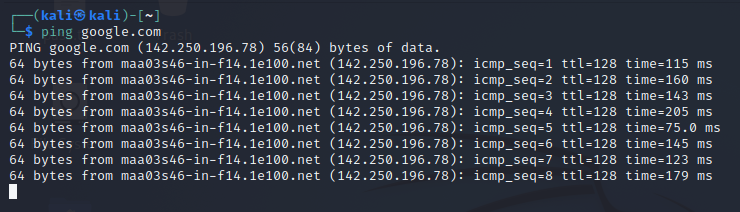 ┌──(kali㉿kali)-[~]
└─$ ping google.com
PING google.com (142.250.196.78) 56(84) bytes of data.
64 bytes from maa03s46-in-f14.1e100.net (142.250.196.78): icmp_seq=1 ttl=128 time=115 ms
64 bytes from maa03s46-in-f14.1e100.net (142.250.196.78): icmp_seq=2 ttl=128 time=160 ms
64 bytes from maa03s46-in-f14.1e100.net (142.250.196.78): icmp_seq=3 ttl=128 time=143 ms
64 bytes from maa03s46-in-f14.1e100.net (142.250.196.78): icmp_seq=4 ttl=128 time=205 ms
64 bytes from maa03s46-in-f14.1e100.net (142.250.196.78): icmp_seq=5 ttl=128 time=75.0 ms
64 bytes from maa03s46-in-f14.1e100.net (142.250.196.78): icmp_seq=6 ttl=128 time=145 ms
64 bytes from maa03s46-in-f14.1e100.net (142.250.196.78): icmp_seq=7 ttl=128 time=123 ms
64 bytes from maa03s46-in-f14.1e100.net (142.250.196.78): icmp_seq=8 ttl=128 time=179 ms